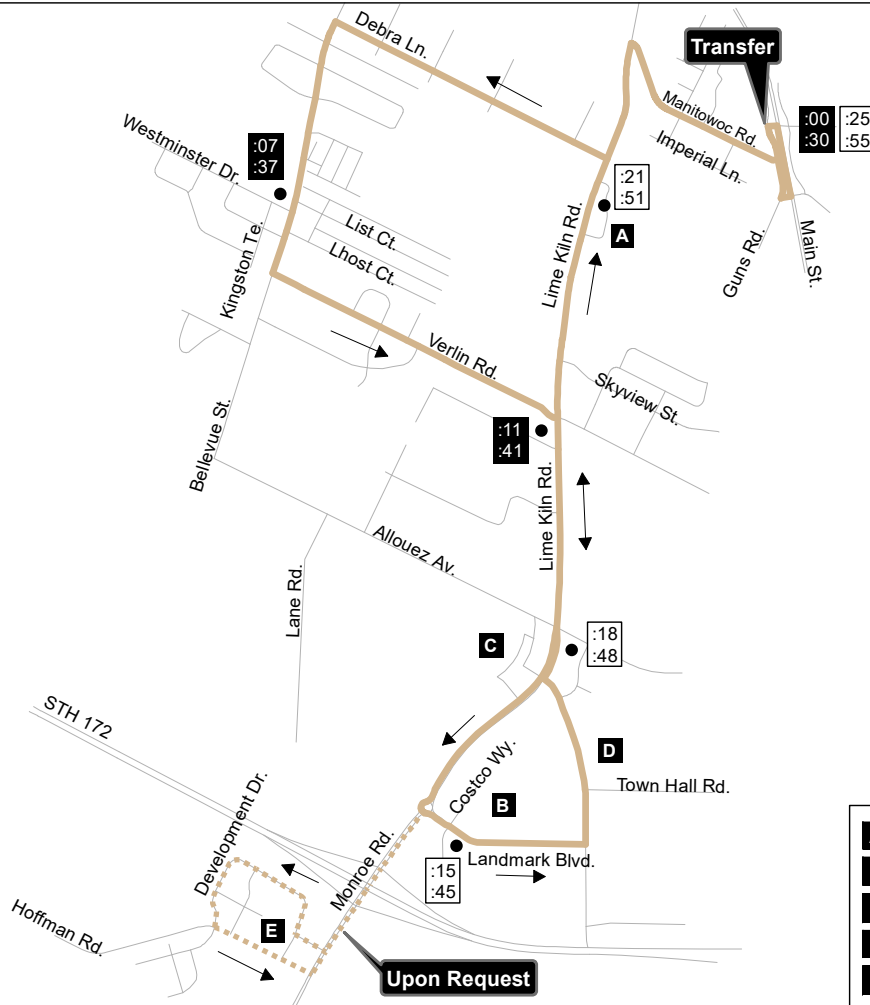 Debra Ln.
Transfer
Manitowoc Rd.
:00
:30
:25
:55
Westminster Dr.
:07
:37
Imperial Ln.
:21
:51
A
List Ct.
Lhost Ct.
Kingston Te.
Lime Kiln Rd.
Guns Rd.
Main St.
Verlin Rd.
Skyview St.
Bellevue St.
:11
:41
Lime Kiln Rd.
Allouez Av.
Lane Rd.
C
:18
:48
STH 172
D
Costco Wy.
Town Hall Rd.
B
Development Dr.
Monroe Rd.
Landmark Blvd.
:15
:45
Hoffman Rd.
E
Upon Request